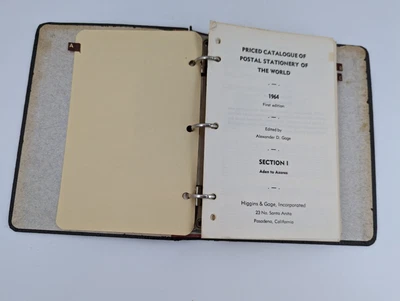 A
PRICED CATALOGUE OF
POSTAL STATIONERY OF
THE WORLD
1964
First edition
Edited by
Alexander D. Gage
SECTION I
Aden to Azores
Higgins & Gage, Incorporated
23 No. Santa Anita
Pasadena, California